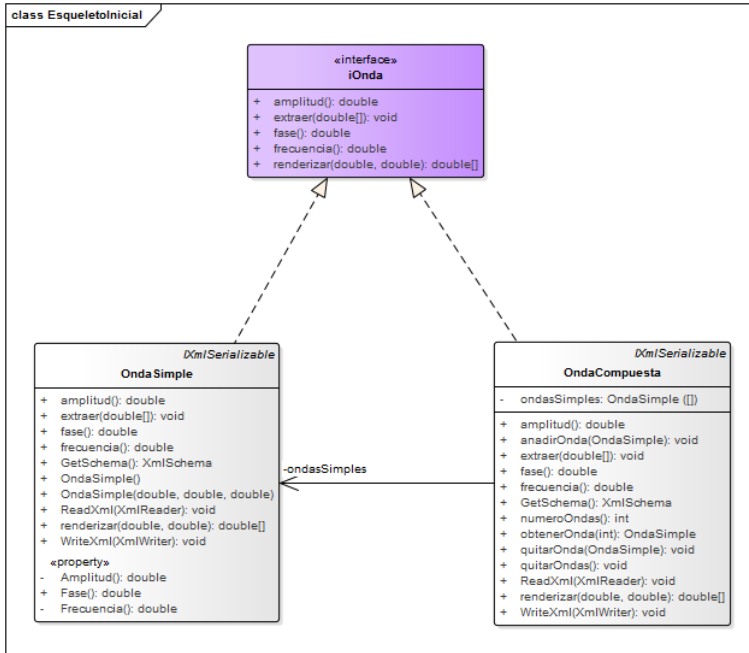 class EsqueletoInicial
«interface»
iOnda
+ amplitud(): double
+ extraer(double[]): void
+ fase(): double
+ frecuencia(): double
+ renderizar(double, double): double[]
IXmlSerializable
OndaSimple
+ amplitud(): double
+ extraer(double[]): void
+ fase(): double
+ frecuencia(): double
+ GetSchema(): XmlSchema
+ OndaSimple()
+ OndaSimple(double, double, double)
+ ReadXml(XmlReader): void
+ renderizar(double, double): double[]
+ WriteXml(XmlWriter): void
«property»
- Amplitud(): double
+ Fase(): double
- Frecuencia(): double
-ondasSimples
IXmlSerializable
OndaCompuesta
- ondasSimples: OndaSimple ([])
+ amplitud(): double
+ anadirOnda(OndaSimple): void
+ extraer(double[]): void
+ fase(): double
+ frecuencia(): double
+ GetSchema(): XmlSchema
+ numeroOndas(): int
+ obtenerOnda(int): OndaSimple
+ quitarOnda(OndaSimple): void
+ quitarOndas(): void
+ ReadXml(XmlReader): void
+ renderizar(double, double): double[]
+ WriteXml(XmlWriter): void